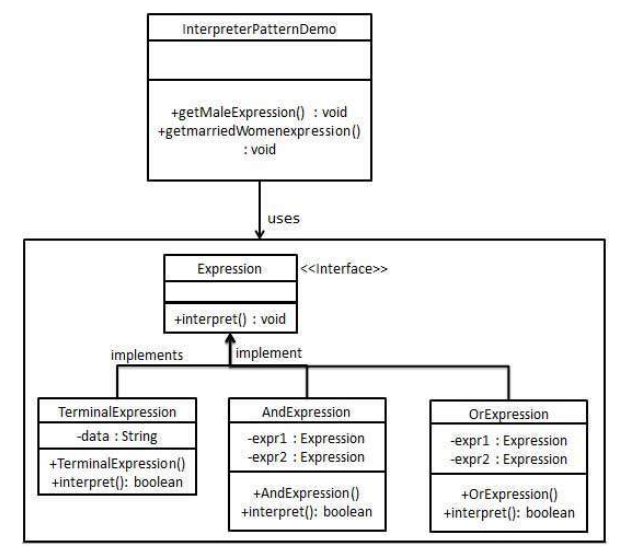 InterpreterPatternDemo
+getMaleExpression() : void
+getmarriedWomenexpression()
: void
uses
Expression
<<Interface>>
+interpret() : void
implements
implement
TerminalExpression
-data : String
+TerminalExpression()
+interpret(): boolean
AndExpression
-expr1 : Expression
-expr2 : Expression
+AndExpression()
+interpret(): boolean
OrExpression
-expr1 : Expression
-expr2 : Expression
+OrExpression()
+interpret(): boolean